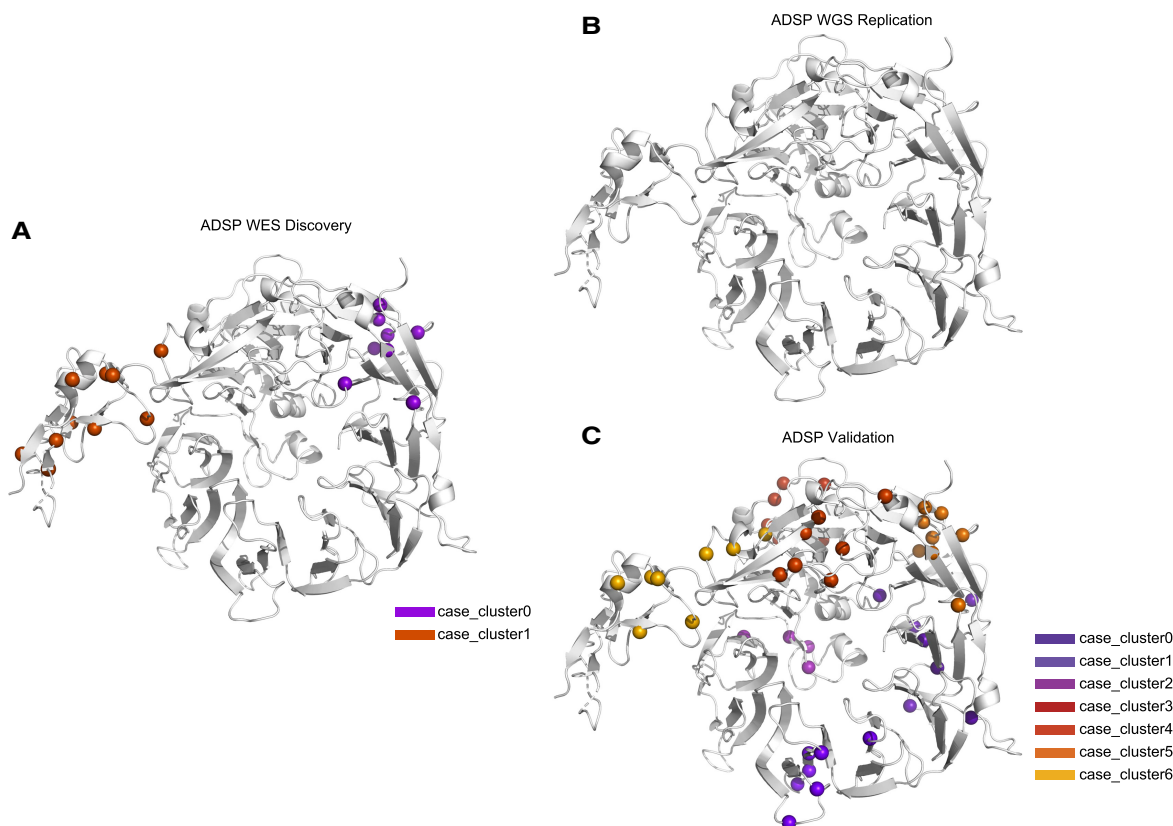 A
ADSP WES Discovery
case_cluster0
case_cluster1
B
ADSP WGS Replication
C
ADSP Validation
case_cluster0
case_cluster1
case_cluster2
case_cluster3
case_cluster4
case_cluster5
case_cluster6